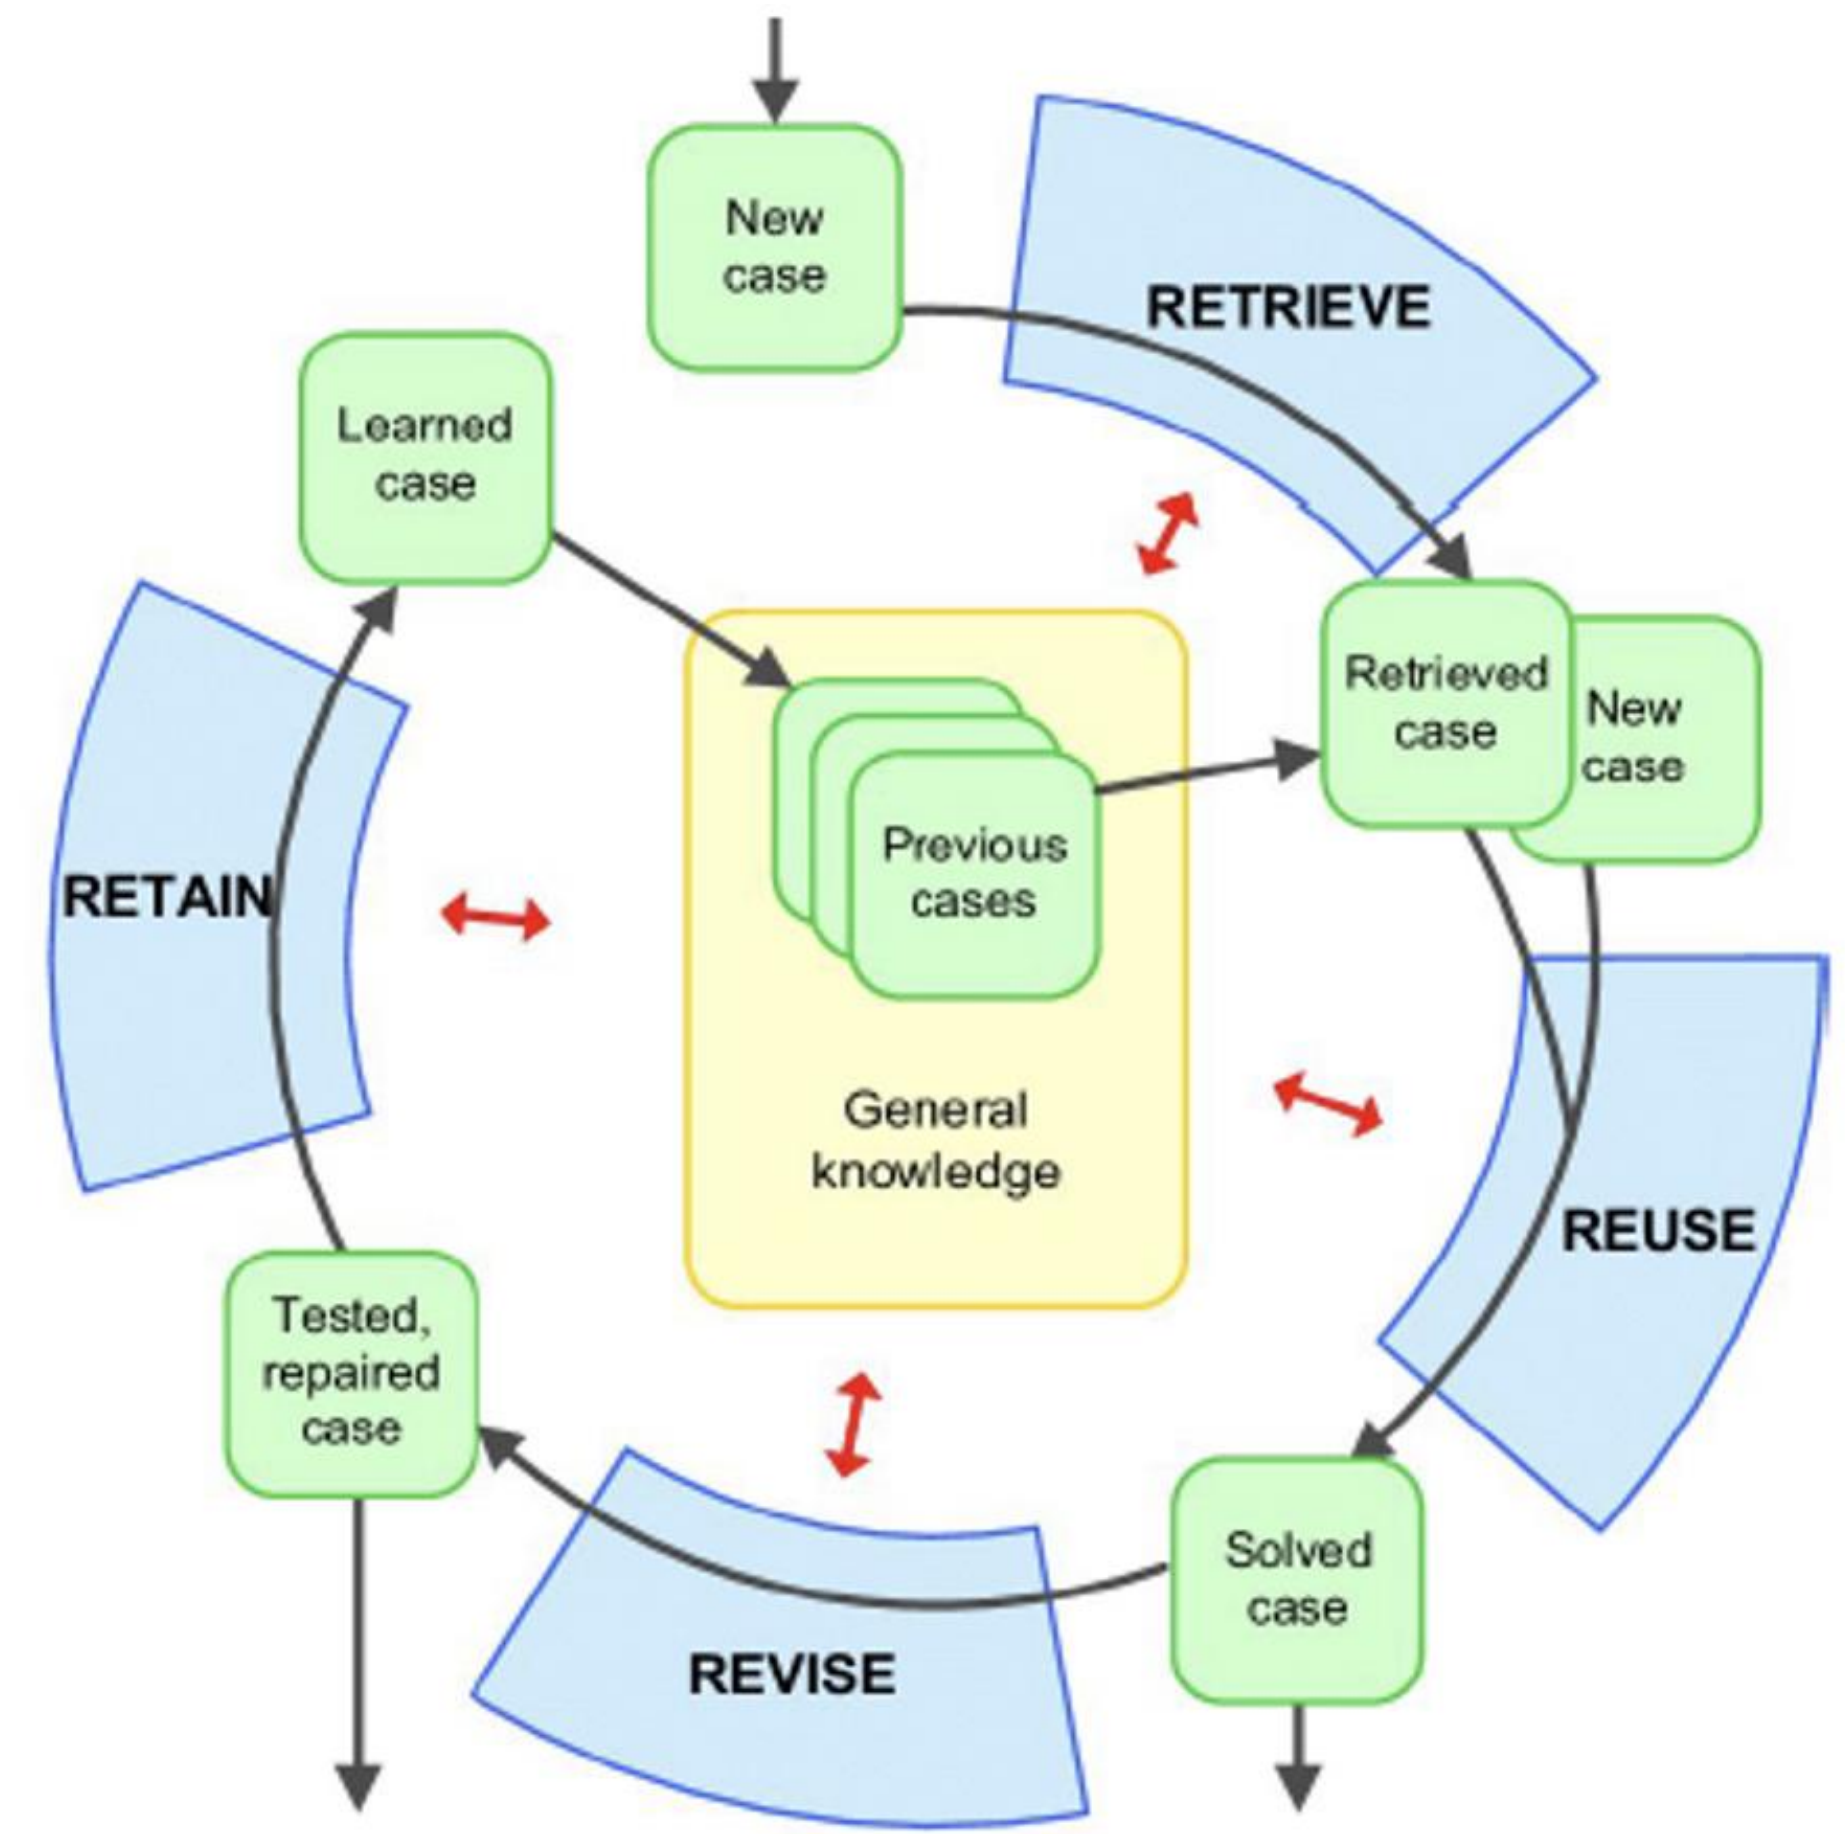 New
case
RETRIEVE
Learned
case
Retrieved
case
New
case
Previous
cases
RETAIN
General
knowledge
REUSE
Tested,
repaired
case
Solved
case
REVISE